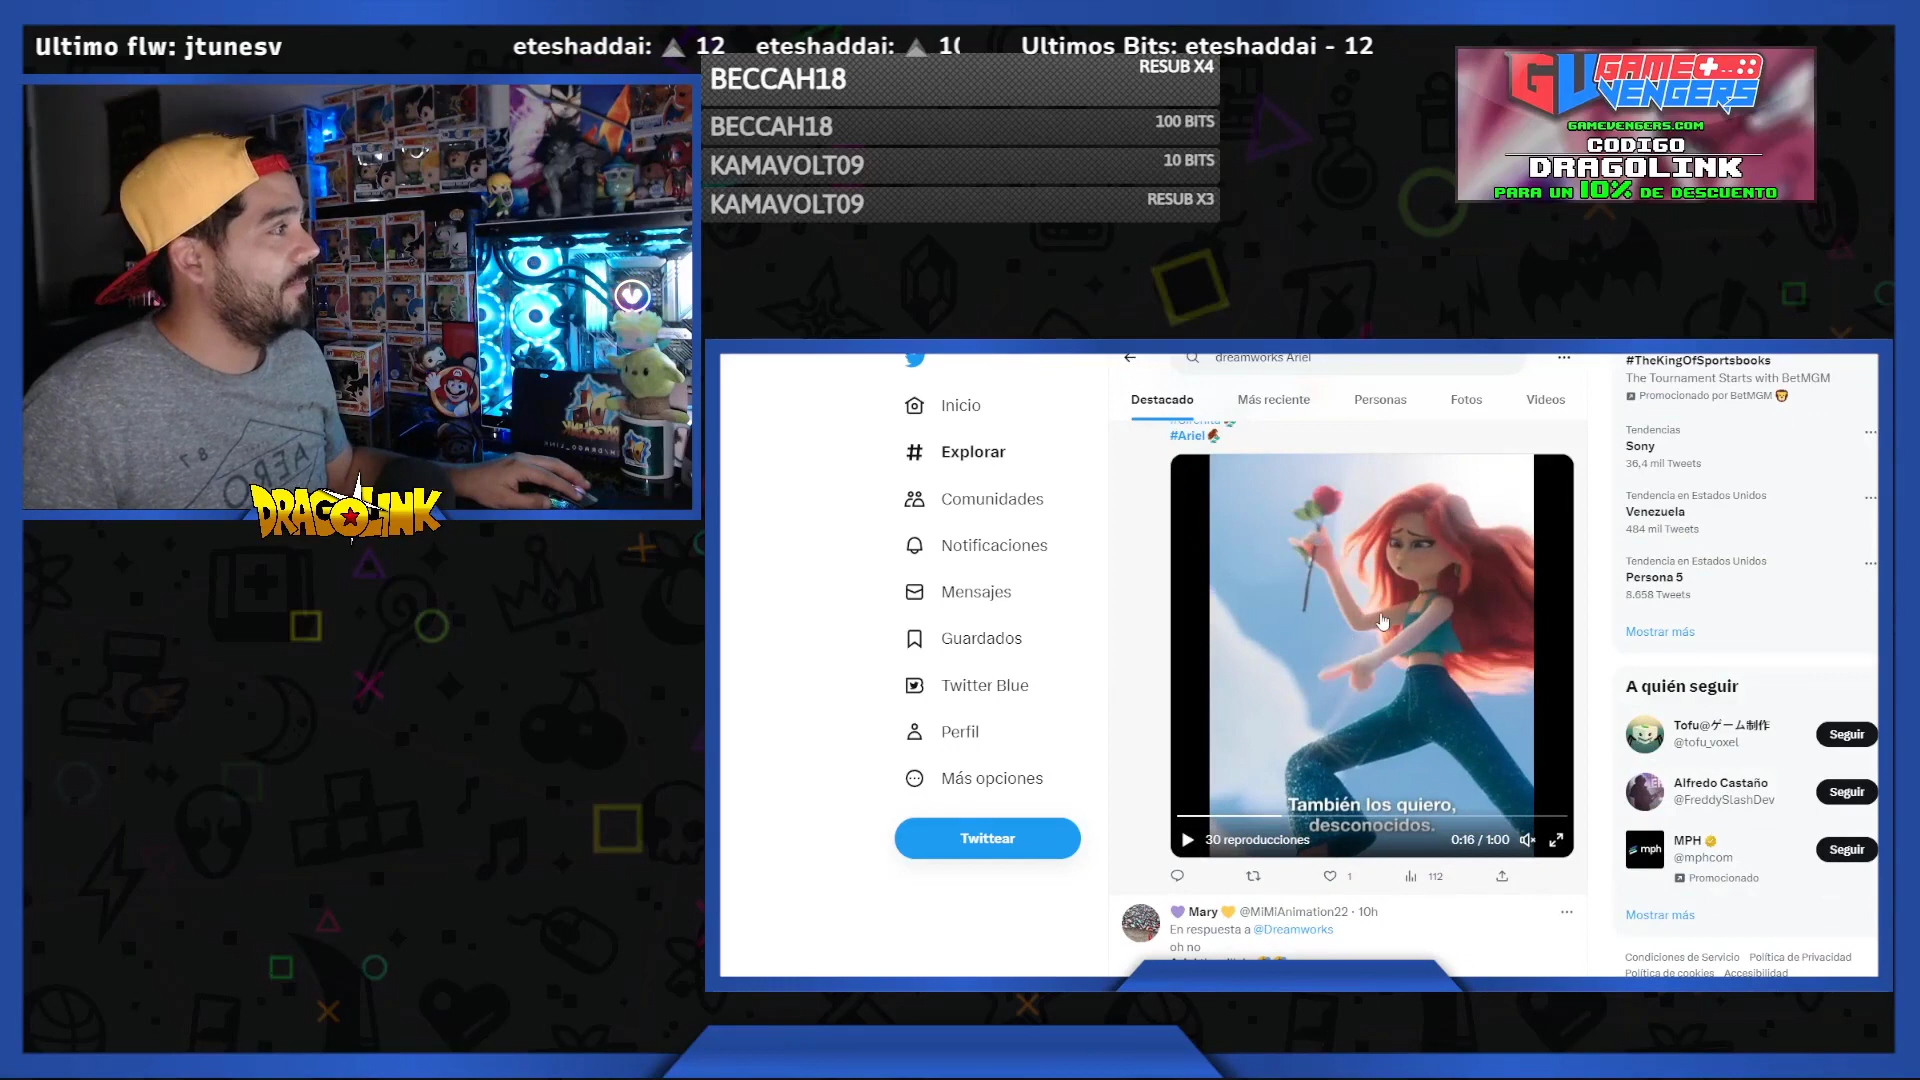 Ultimo flw: jtunesv
eteshaddai: 12
eteshaddai:
Ultimos Bits: eteshaddai - 12
BECCAH18
RESUB X4
BECCAH18
100 BITS
KAMAVOLT09
10 BITS
KAMAVOLT09
RESUB X3
GU GAME VENGERS
GAMEVENGERS.COM
CODIGO
DRAGOLINK
PARA UN 10% DE DESCUENTO
DRAGOLINK
Inicio
Explorar
Comunidades
Notificaciones
Mensajes
Guardados
Twitter Blue
Perfil
Más opciones
Twittear
dreamworks Ariel
Destacado
Más reciente
Personas
Fotos
Videos
#Ariel
También los quiero,
desconocidos.
30 reproducciones
0:16 / 1:00
1
112
Mary @MiMiAnimation22 · 10h
En respuesta a @Dreamworks
oh no
#TheKingOfSportsbooks
The Tournament Starts with BetMGM
Promocionado por BetMGM
Tendencias
Sony
36,4 mil Tweets
Tendencia en Estados Unidos
Venezuela
484 mil Tweets
Tendencia en Estados Unidos
Persona 5
8.658 Tweets
Mostrar más
A quién seguir
Tofu@ゲーム制作
@tofu_voxel
Seguir
Alfredo Castaño
@FreddySlashDev
Seguir
mph
MPH
@mphcom
Seguir
Promocionado
Mostrar más
Condiciones de Servicio Política de Privacidad
Política de cookies Accesibilidad